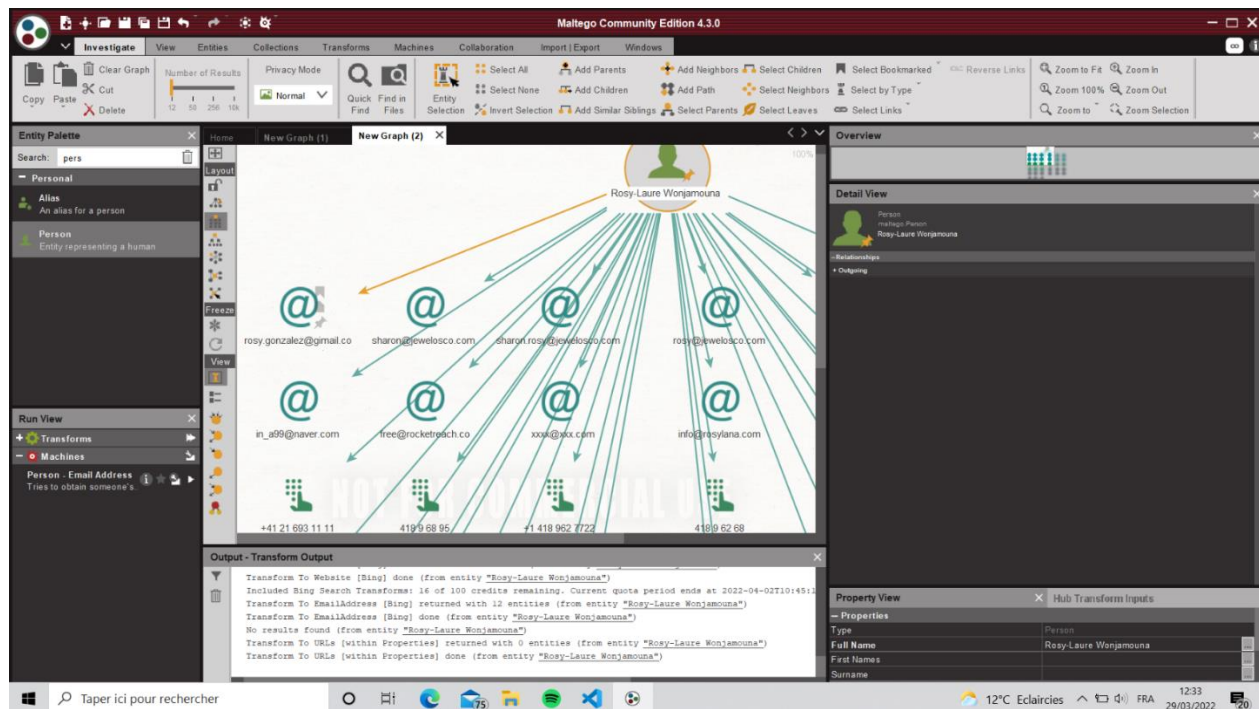 Maltego Community Edition 4.3.0
Investigate View Entities Collections Transforms Machines Collaboration Import | Export Windows
Copy Paste Clear Graph Cut Delete
Number of Results 12 50 256 10k
Privacy Mode Normal
Quick Find Find in Files
Entity Selection
Select All Add Parents Add Neighbors Select Children Select Bookmarked Reverse Links Zoom to Fit Zoom In
Select None Add Children Add Path Select Neighbors Select by Type Zoom 100% Zoom Out
Invert Selection Add Similar Siblings Select Parents Select Leaves Select Links Zoom to Zoom Selection
Entity Palette
Search: pers
Personal
Alias
An alias for a person
Person
Entity representing a human
Run View
Transforms
Machines
Person - Email Address
Tries to obtain someone's..
Home New Graph (1) New Graph (2)
Layout
Freeze
View
100%
Rosy-Laure Wonjamouna
rosy.gonzalez@gimail.co sharon@jewelosco.com sharon.rosy@jewelosco.com rosy@jewelosco.com
in_a99@naver.com free@rocketreach.co xxxx@xxx.com info@rosylana.com
NOT FOR COMMERCIAL USE
+41 21 693 11 11 418 9 68 95 +1 418 962 7722 418 9 62 68
Output - Transform Output
Transform To Website [Bing] done (from entity "Rosy-Laure Wonjamouna")
Included Bing Search Transforms: 16 of 100 credits remaining. Current quota period ends at 2022-04-02T10:45:1
Transform To EmailAddress [Bing] returned with 12 entities (from entity "Rosy-Laure Wonjamouna")
Transform To EmailAddress [Bing] done (from entity "Rosy-Laure Wonjamouna")
No results found (from entity "Rosy-Laure Wonjamouna")
Transform To URLs [within Properties] returned with 0 entities (from entity "Rosy-Laure Wonjamouna")
Transform To URLs [within Properties] done (from entity "Rosy-Laure Wonjamouna")
Overview
Detail View
Person
maltego.Person
Rosy-Laure Wonjamouna
Relationships
+ Outgoing
Property View Hub Transform Inputs
Properties
Type Person
Full Name Rosy-Laure Wonjamouna
First Names
Surname
Taper ici pour rechercher
75
12°C Eclaircies FRA 12:33
29/03/2022
20